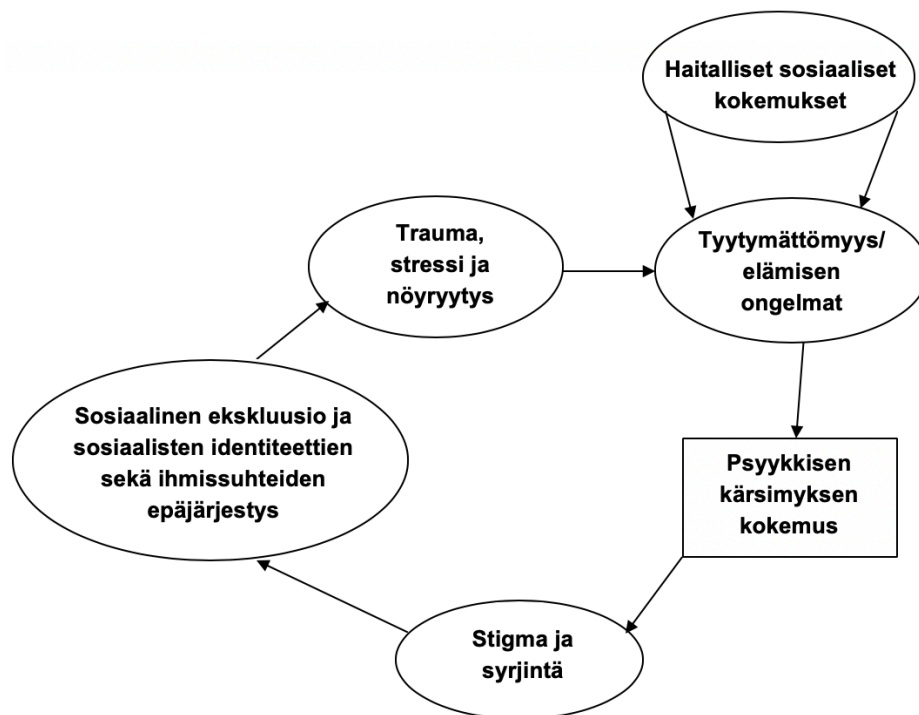 Haitalliset sosiaaliset
kokemukset
Trauma,
stressi ja
nöyryytys
Tyytymättömyys/
elämisen
ongelmat
Sosiaalinen ekskluusio ja
sosiaalisten identiteettien
sekä ihmissuhteiden
epäjärjestys
Psyykkisen
kärsimyksen
kokemus
Stigma ja
syrjintä